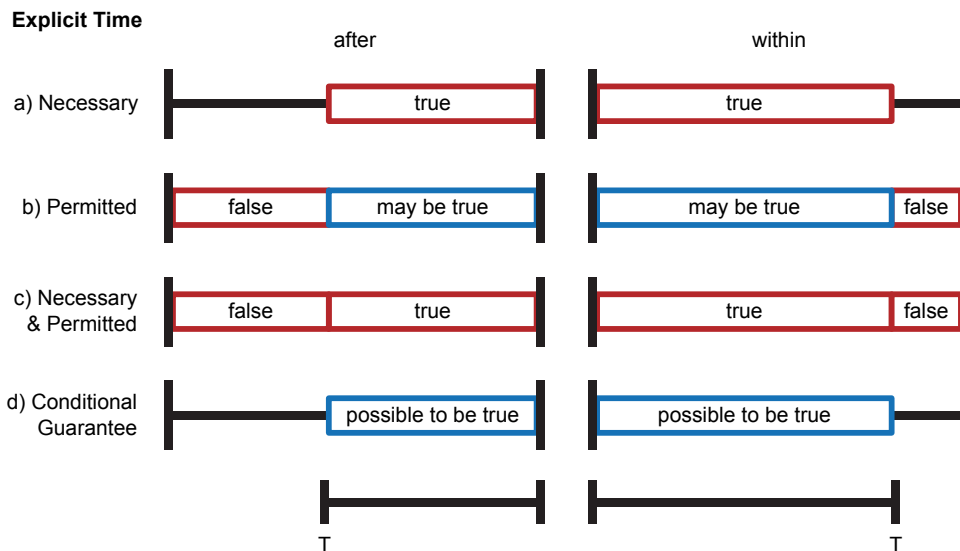 Explicit Time
after within
a) Necessary true true
b) Permitted false may be true may be true false
c) Necessary
& Permitted false true true false
d) Conditional
Guarantee possible to be true possible to be true
T T